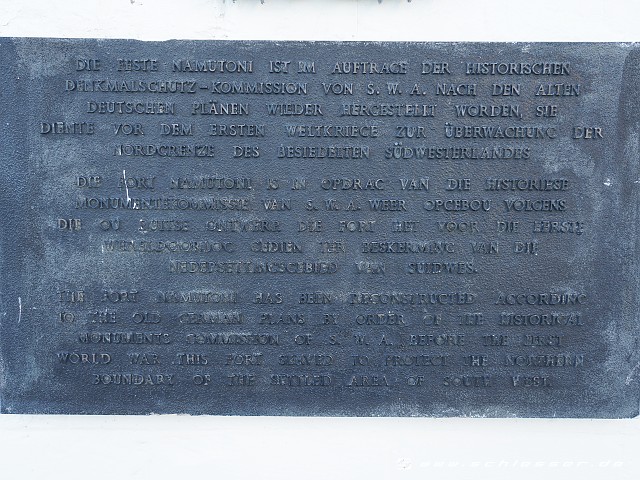 DIE FESTE NAMUTONI IST IM AUFTRAGE DER HISTORISCHEN
DENKMALSCHUTZ-KOMMISSION VON S. W. A. NACH DEN ALTEN
DEUTSCHEN PLÄNEN WIEDER HERGESTELLT WORDEN, SIE
DIENTE VOR DEM ERSTEN WELTKRIEGE ZUR ÜBERWACHUNG DER
NORDGRENZE DES BESIEDELTEN SÜDWESTERLANDES
DIE FORT NAMUTONI IS IN OPDRAG VAN DIE HISTORIESE
MONUMENTEKOMMISSIE VAN S. W. A. WEER OPGEBOU VOLGENS
DIE OU DUITSE ONTWERP. DIE FORT HET VOOR DIE EERSTE
WERELDOORLOG GEDIEN TER BESKERMING VAN DIE
NEDERSETTINGSGEBIED VAN SUIDWES.
THE FORT NAMUTONI HAS BEEN RECONSTRUCTED ACCORDING
TO THE OLD GERMAN PLANS BY ORDER OF THE HISTORICAL
MONUMENTS COMMISSION OF S. W. A. BEFORE THE FIRST
WORLD WAR THIS FORT SERVED TO PROTECT THE NORTHERN
BOUNDARY OF THE SETTLED AREA OF SOUTH WEST.